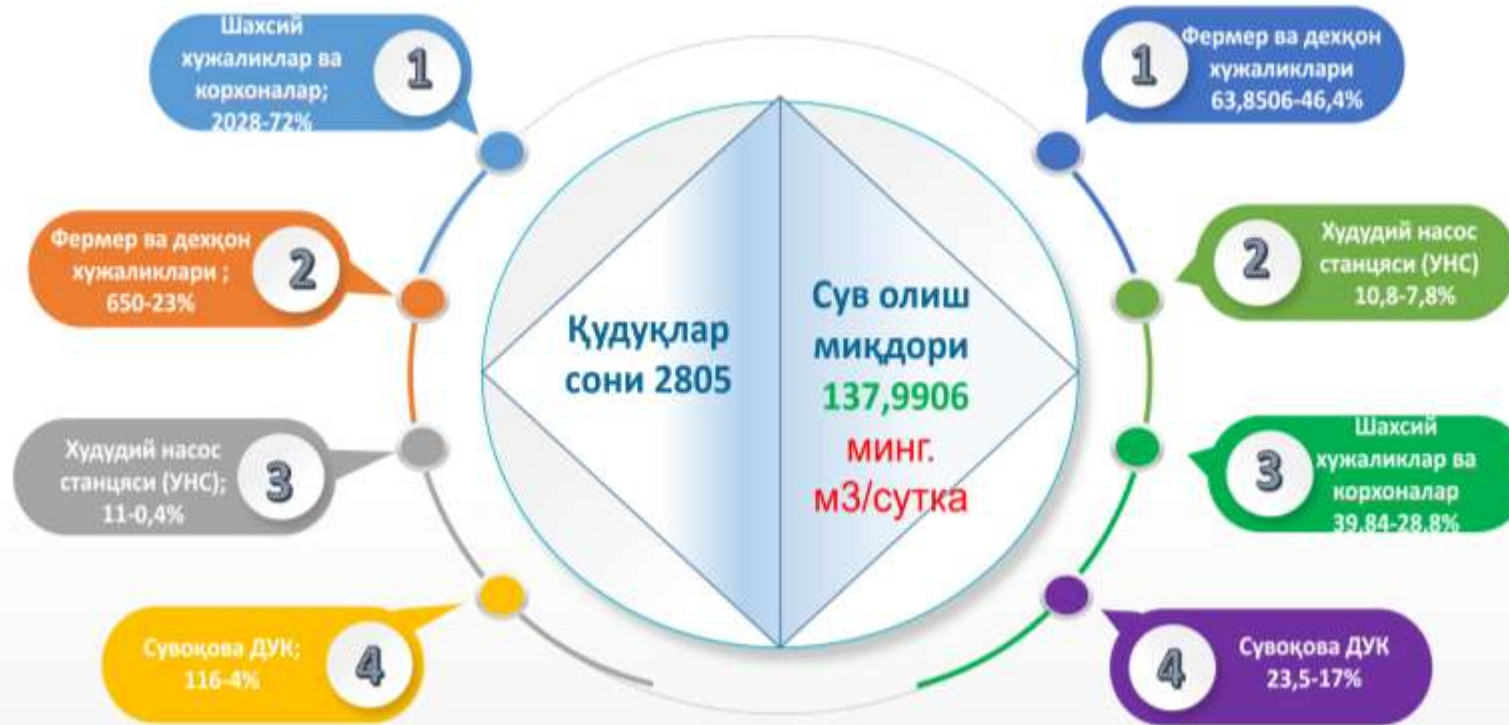 Шахсий
хужаликлар ва
корхоналар;
2028-72%
1
Фермер ва дехқон
хужаликлари ;
650-23%
2
Худудий насос
станцяси (УНС);
11-0,4%
3
Сувоқова ДУК;
116-4%
4
Қудуқлар
сони 2805
Сув олиш
миқдори
137,9906
минг.
м3/сутка
1
Фермер ва дехқон
хужаликлари
63,8506-46,4%
2
Худудий насос
станцяси (УНС)
10,8-7,8%
3
Шахсий
хужаликлар ва
корхоналар
39,84-28,8%
4
Сувоқова ДУК
23,5-17%